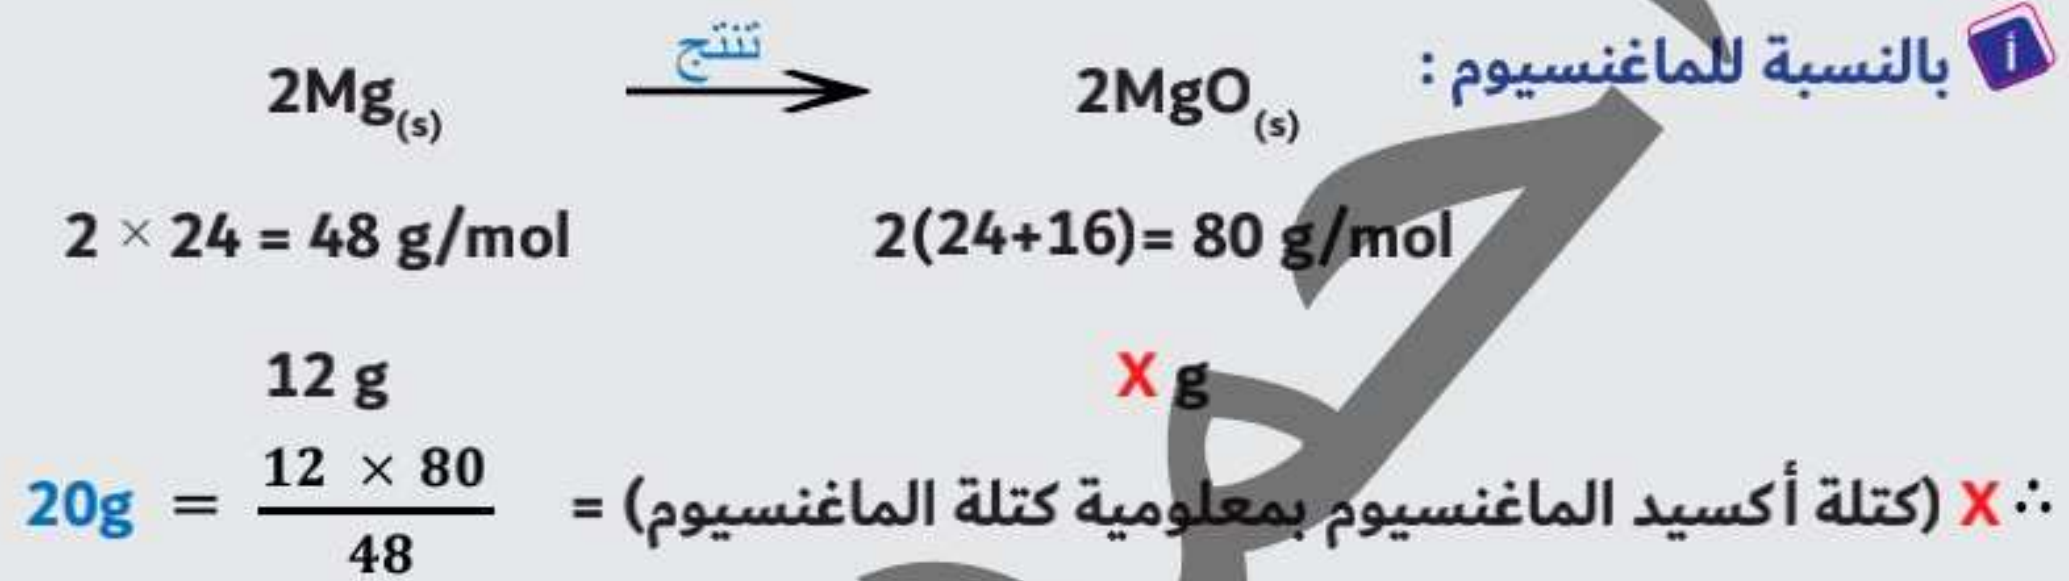 أ بالنسبة للماغنسيوم :
2Mg(s) تنتج 2MgO(s)
2 × 24 = 48 g/mol 2(24+16)= 80 g/mol
12 g X g
∴ X (كتلة أكسيد الماغنسيوم بمعلومية كتلة الماغنسيوم) = 12 × 80 / 48 = 20g